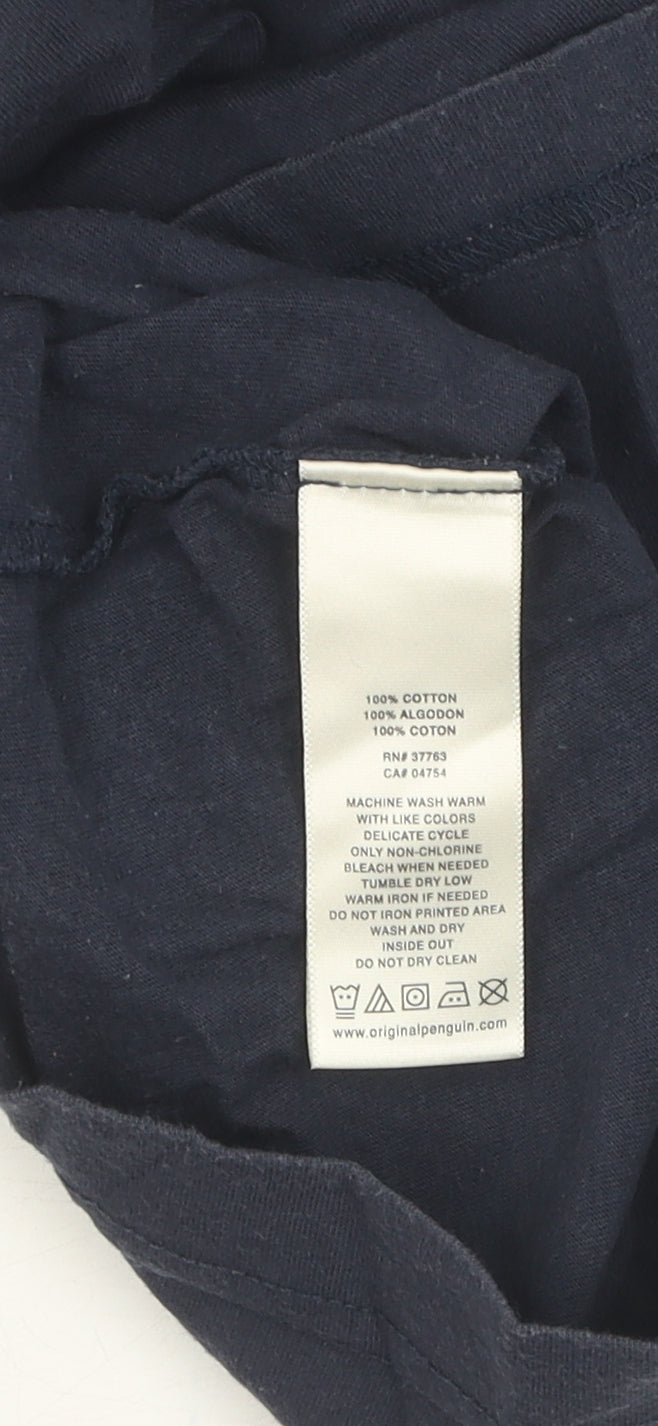 100% COTTON
100% ALGODON
100% COTON
RN# 37763
CA# 04754
MACHINE WASH WARM
WITH LIKE COLORS
DELICATE CYCLE
ONLY NON-CHLORINE
BLEACH WHEN NEEDED
TUMBLE DRY LOW
WARM IRON IF NEEDED
DO NOT IRON PRINTED AREA
WASH AND DRY
INSIDE OUT
DO NOT DRY CLEAN
www.originalpenguin.com